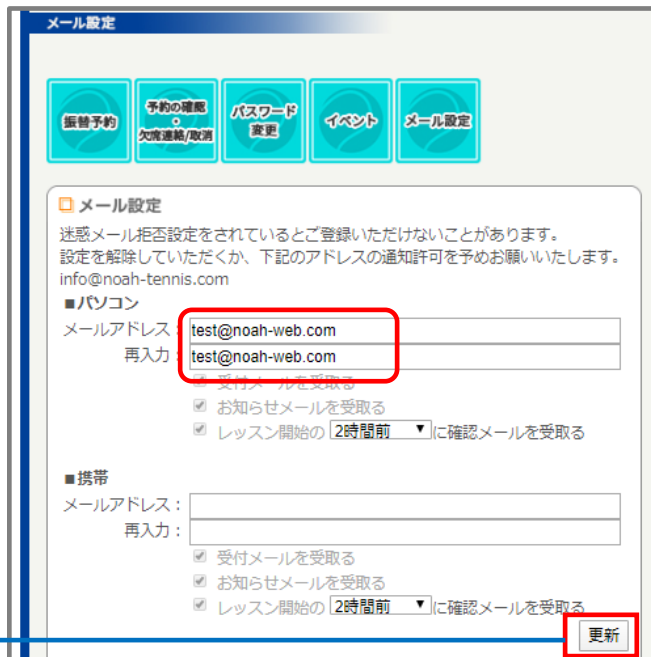 メール設定
振替予約
予約の確認
・
欠席連絡/取消
パスワード
変更
イベント
メール設定
メール設定
迷惑メール拒否設定をされているとご登録いただけないことがあります。
設定を解除していただくか、下記のアドレスの通知許可を予めお願いいたします。
info@noah-tennis.com
■パソコン
メールアドレス：test@noah-web.com
再入力：test@noah-web.com
受付メールを受取る
お知らせメールを受取る
レッスン開始の 2時間前 ▼ に確認メールを受取る
■携帯
メールアドレス：
再入力：
受付メールを受取る
お知らせメールを受取る
レッスン開始の 2時間前 ▼ に確認メールを受取る
更新